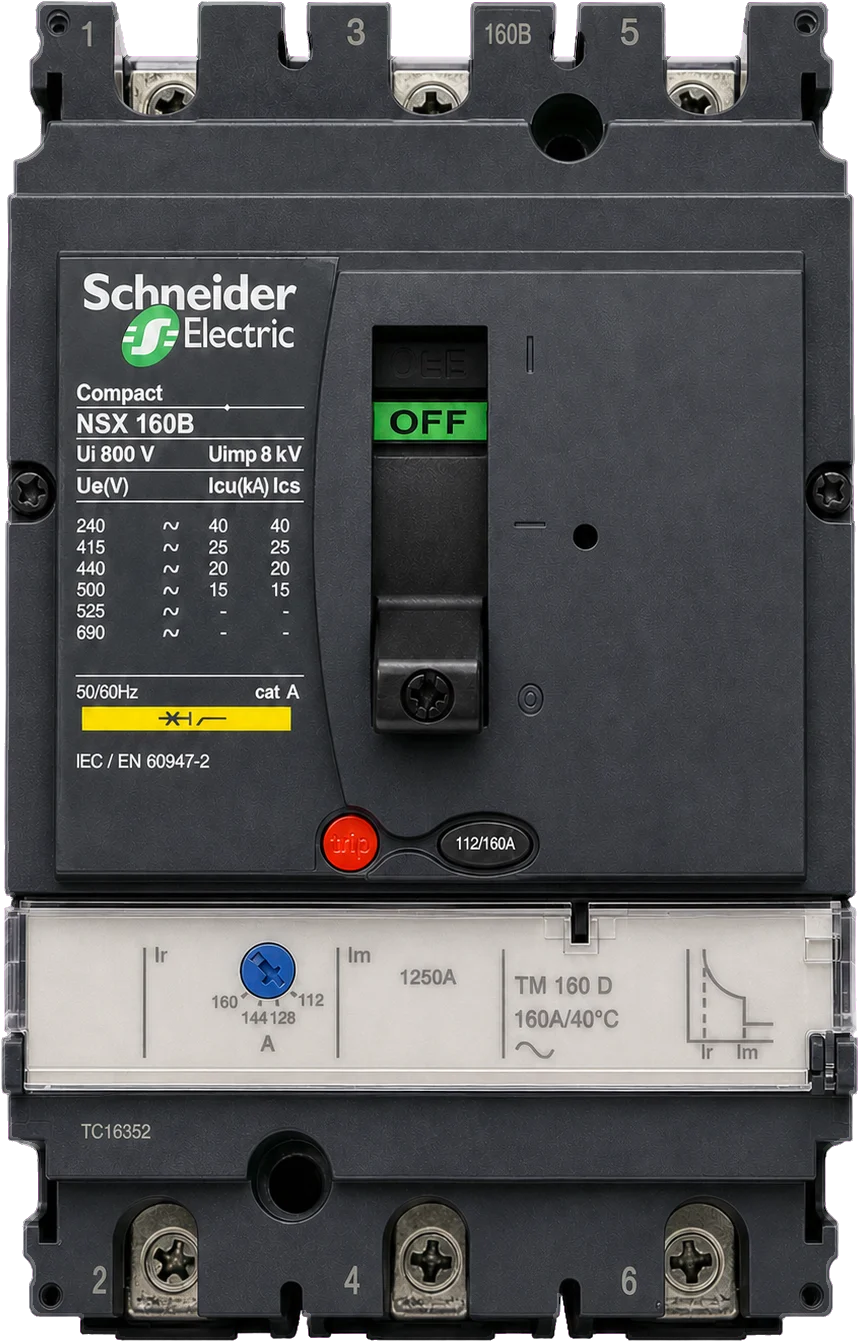 1 3 160B 5
Schneider
Electric
OFF
Compact
NSX 160B
Ui 800 V Uimp 8 kV
Ue(V) Icu(kA) Ics
240 ~ 40 40
415 ~ 25 25
440 ~ 20 20
500 ~ 15 15
525 ~ - -
690 ~ - -
50/60Hz cat A
IEC / EN 60947-2
trip 112/160A
Ir Im
1250A
160 112
144 128
A
TM 160 D
160A/40°C
Ir Im
TC16352
2 4 6